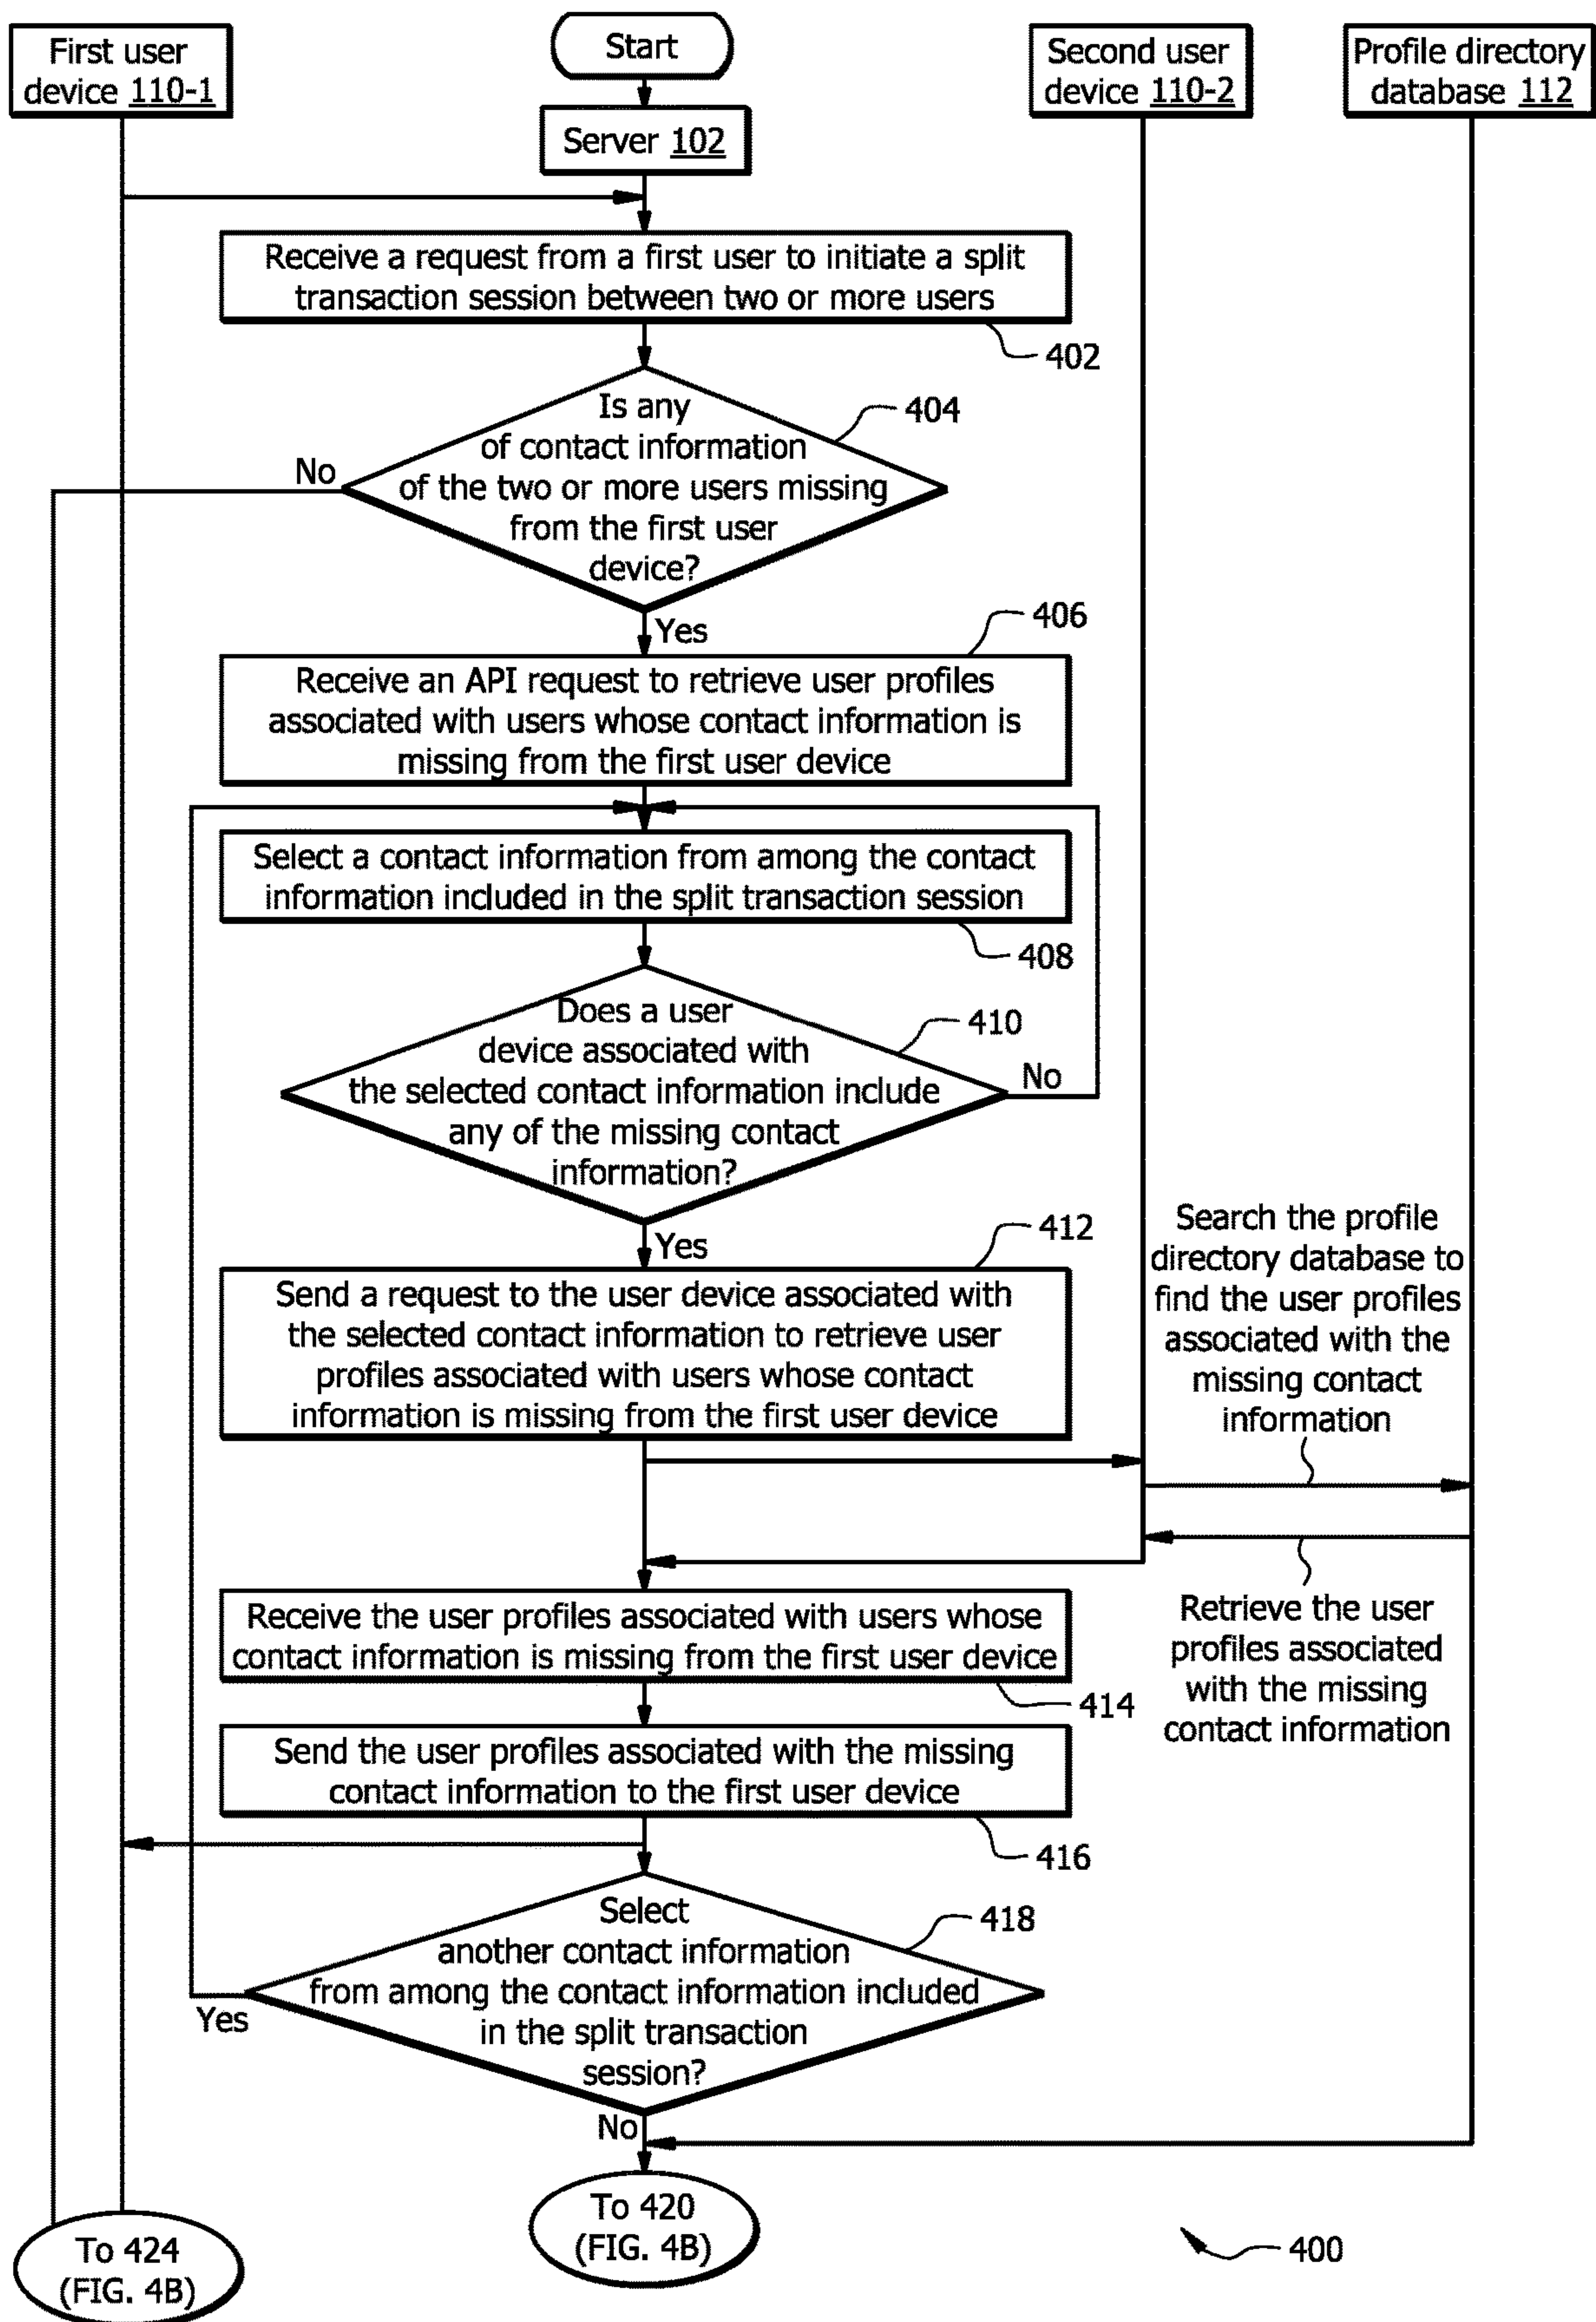 First user
device 110-1
Start
Server 102
Second user
device 110-2
Profile directory
database 112
Receive a request from a first user to initiate a split
transaction session between two or more users
402
Is any
of contact information
of the two or more users missing
from the first user
device?
404
No
Yes
406
Receive an API request to retrieve user profiles
associated with users whose contact information is
missing from the first user device
Select a contact information from among the contact
information included in the split transaction session
408
Does a user
device associated with
the selected contact information include
any of the missing contact
information?
410
No
Yes
412
Send a request to the user device associated with
the selected contact information to retrieve user
profiles associated with users whose contact
information is missing from the first user device
Search the profile
directory database to
find the user profiles
associated with the
missing contact
information
Retrieve the user
profiles associated
with the missing
contact information
Receive the user profiles associated with users whose
contact information is missing from the first user device
414
Send the user profiles associated with the missing
contact information to the first user device
416
Select
another contact information
from among the contact information included
in the split transaction
session?
418
Yes
No
To 424
(FIG. 4B)
To 420
(FIG. 4B)
400